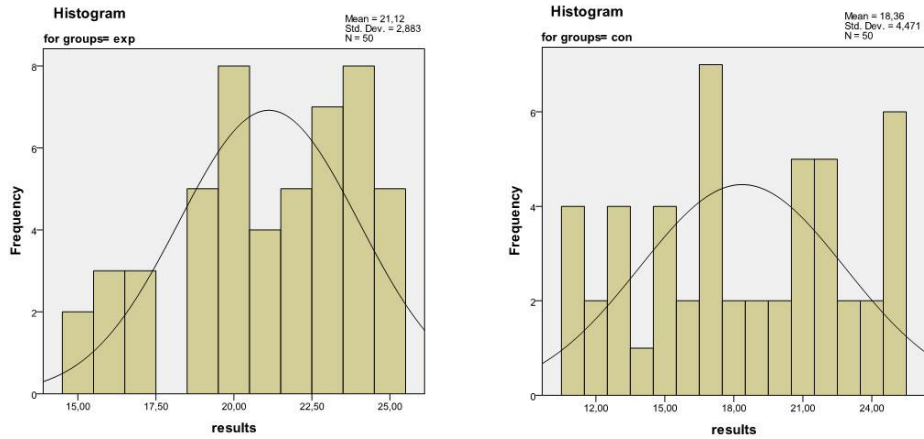 Histogram
Mean = 21,12
Std. Dev. = 2,883
N = 50
for groups= exp
Frequency
8
6
4
2
0
15,00 17,50 20,00 22,50 25,00
results
Histogram
Mean = 18,36
Std. Dev. = 4,471
N = 50
for groups= con
Frequency
6
4
2
0
12,00 15,00 18,00 21,00 24,00
results